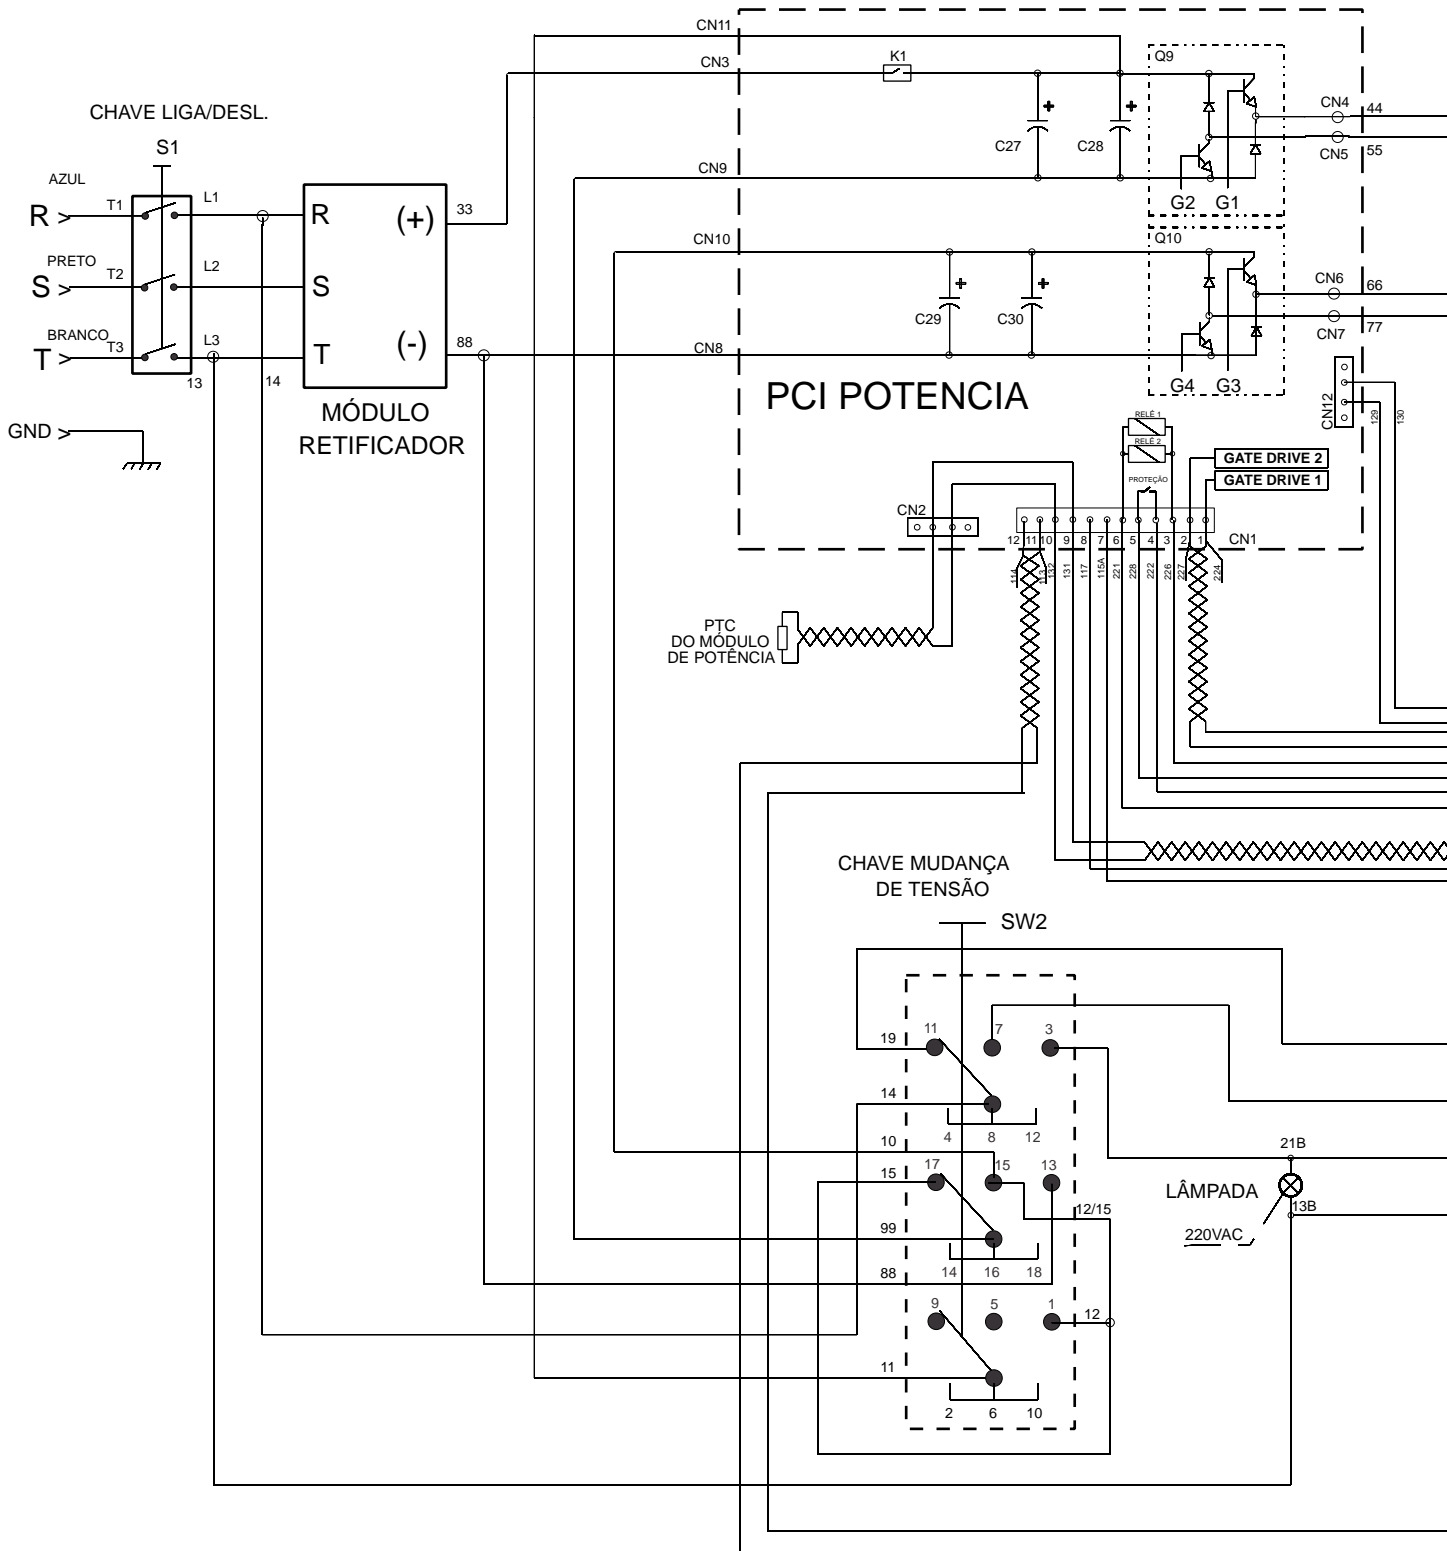 CN11
CN3
K1
Q9
CHAVE LIGA/DESL.
S1
C27
C28
CN4
44
CN5
55
CN9
AZUL
R
T1
L1
R
(+)
33
G2
G1
CN10
Q10
PRETO
S
T2
L2
S
CN6
66
C29
C30
CN7
77
BRANCO
T
T3
L3
T
(-)
88
CN8
13
14
G4
G3
PCI POTENCIA
MÓDULO
RETIFICADOR
GND
CN12
129
130
RELÉ 1
RELÉ 2
GATE DRIVE 2
GATE DRIVE 1
PROTEÇÃO
CN2
12 11 10 9 8 7 6 5 4 3 2 1
CN1
114 113 132 131 117 115A 221 228 222 226 227 224
PTC
DO MÓDULO
DE POTÊNCIA
CHAVE MUDANÇA
DE TENSÃO
SW2
19
11
7
3
14
4
8
12
10
15
17
15
13
12/15
99
14
16
18
88
9
5
1
12
11
2
6
10
21B
LÂMPADA
13B
220VAC